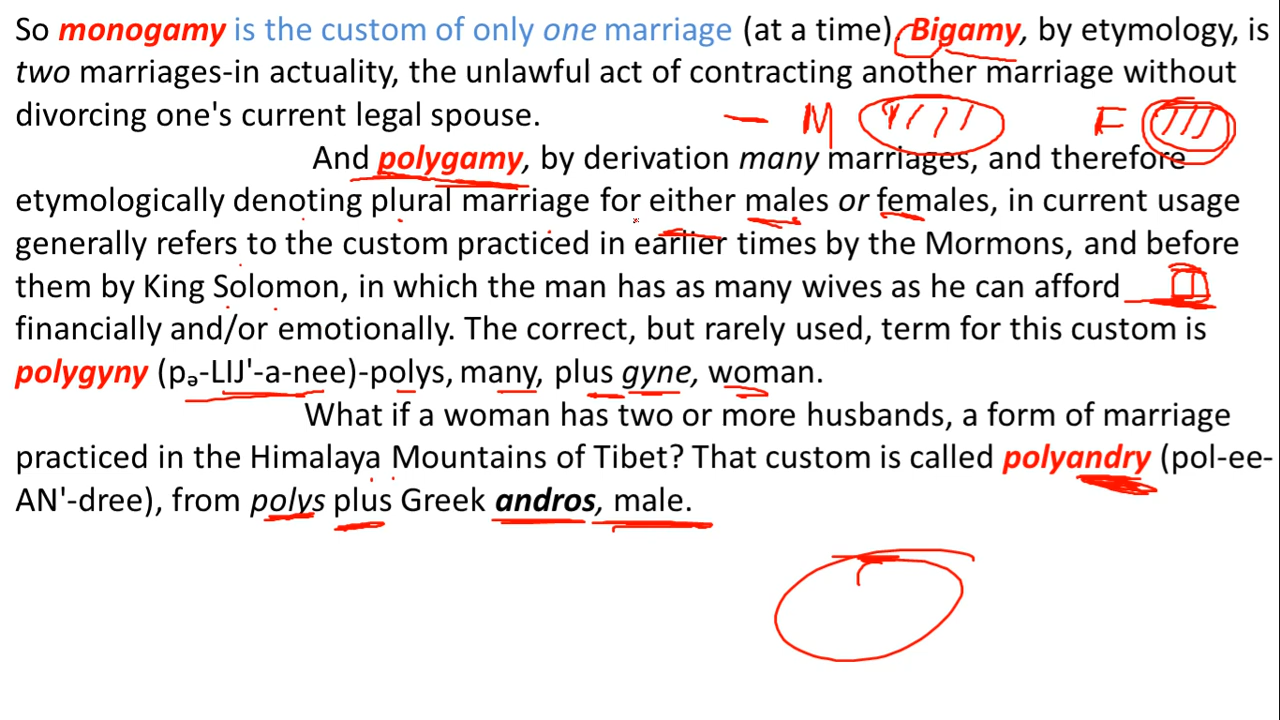 So monogamy is the custom of only one marriage (at a time). Bigamy, by etymology, is
two marriages-in actuality, the unlawful act of contracting another marriage without
divorcing one's current legal spouse.
M F
And polygamy, by derivation many marriages, and therefore
etymologically denoting plural marriage for either males or females, in current usage
generally refers to the custom practiced in earlier times by the Mormons, and before
them by King Solomon, in which the man has as many wives as he can afford
financially and/or emotionally. The correct, but rarely used, term for this custom is
polygyny (pₔ-LIJ'-a-nee)-polys, many, plus gyne, woman.
What if a woman has two or more husbands, a form of marriage
practiced in the Himalaya Mountains of Tibet? That custom is called polyandry (pol-ee-
AN'-dree), from polys plus Greek andros, male.